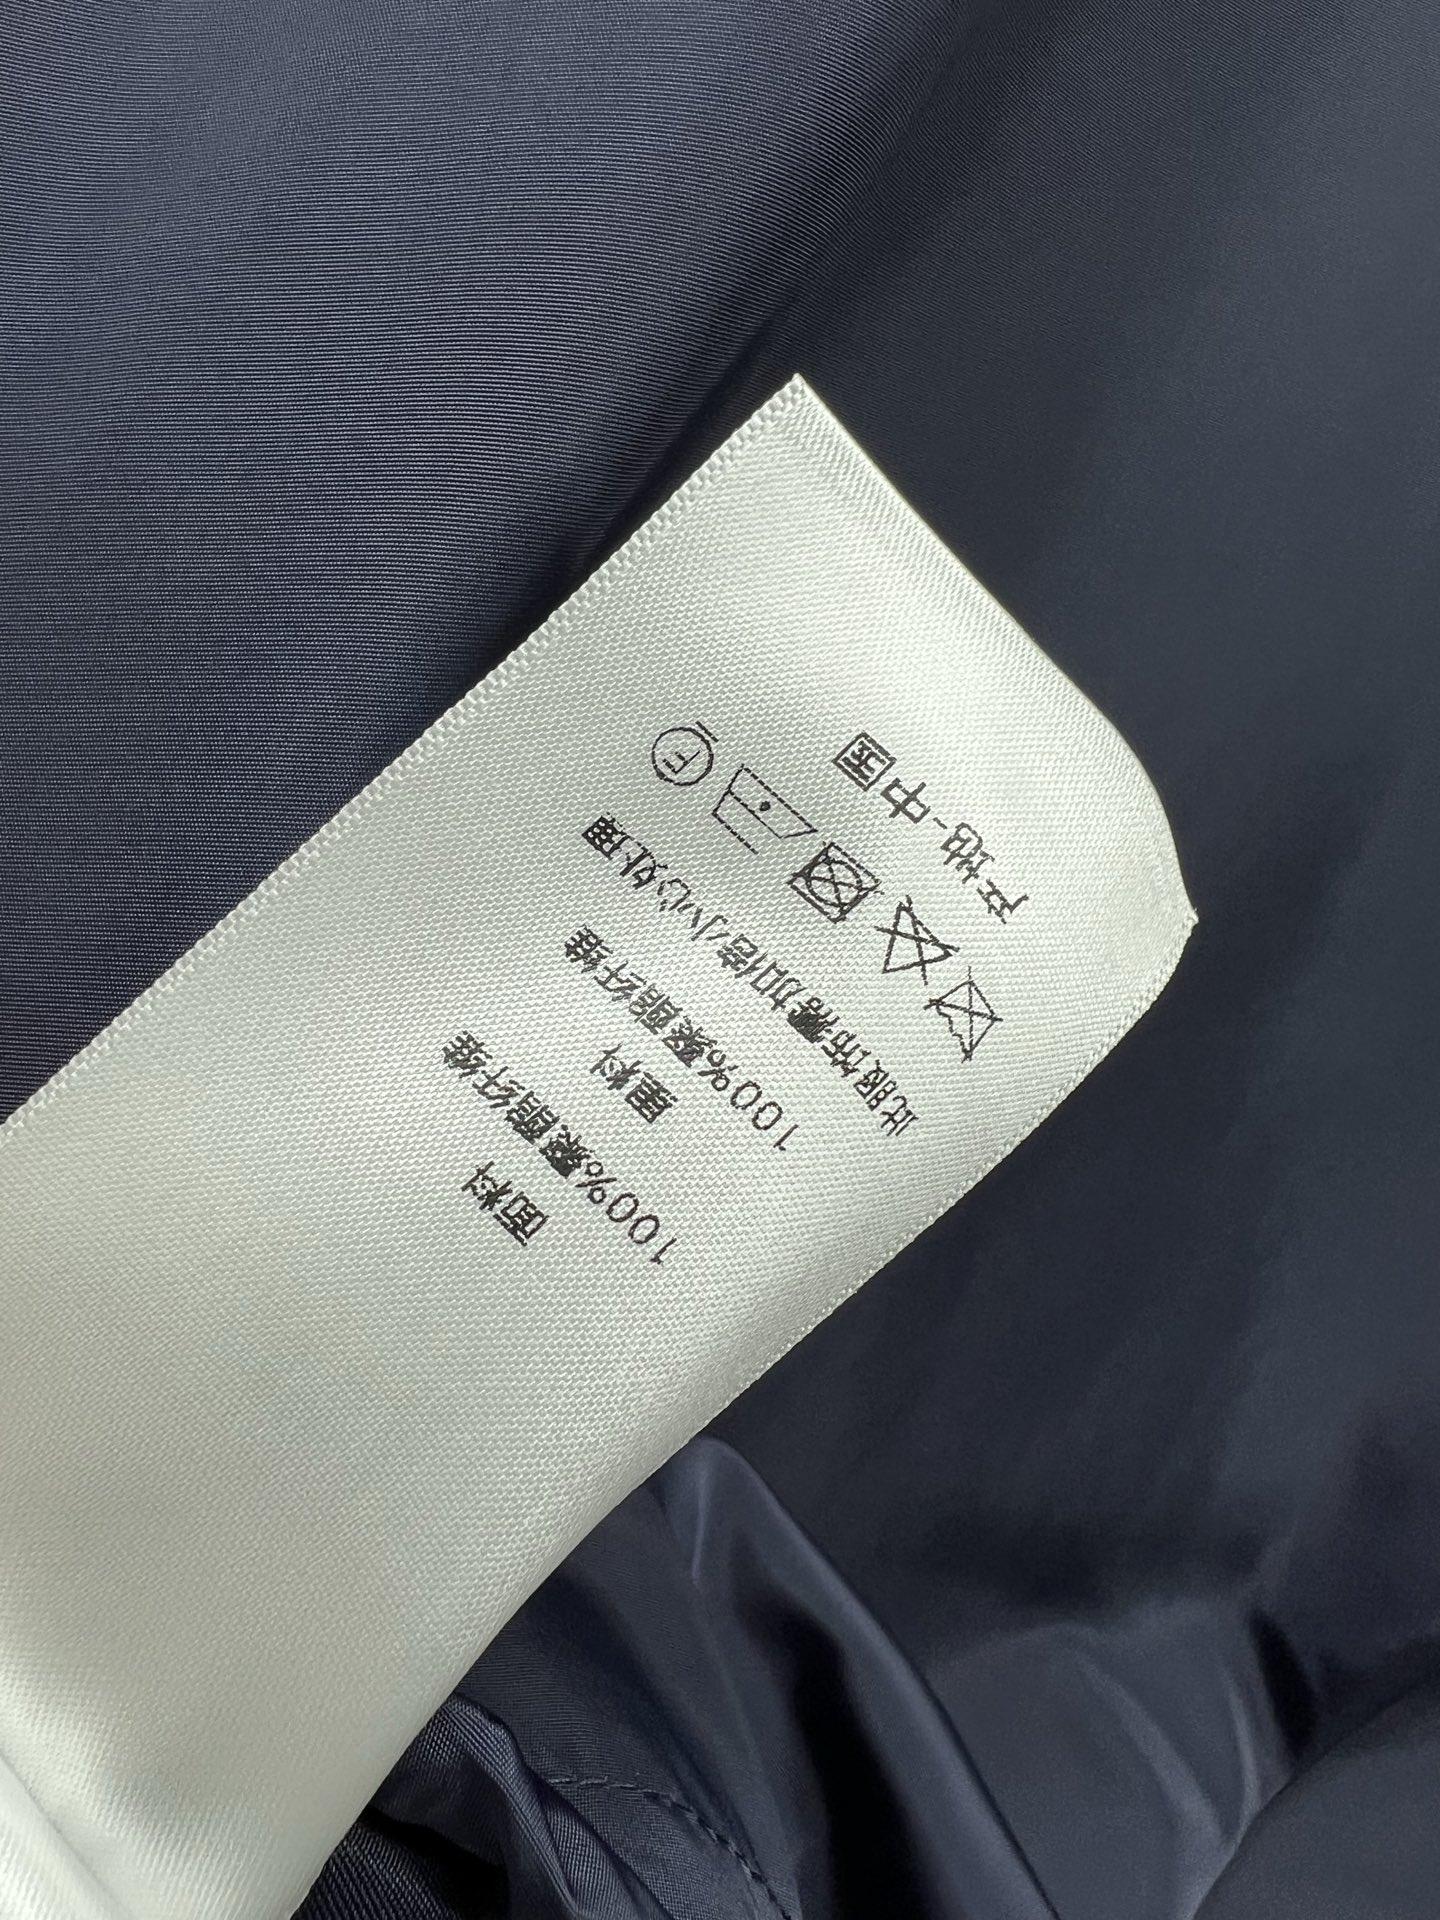 面料
100%聚酯纤维
里料
100%聚酯纤维
此服饰需加倍小心处理
F
产地-中国